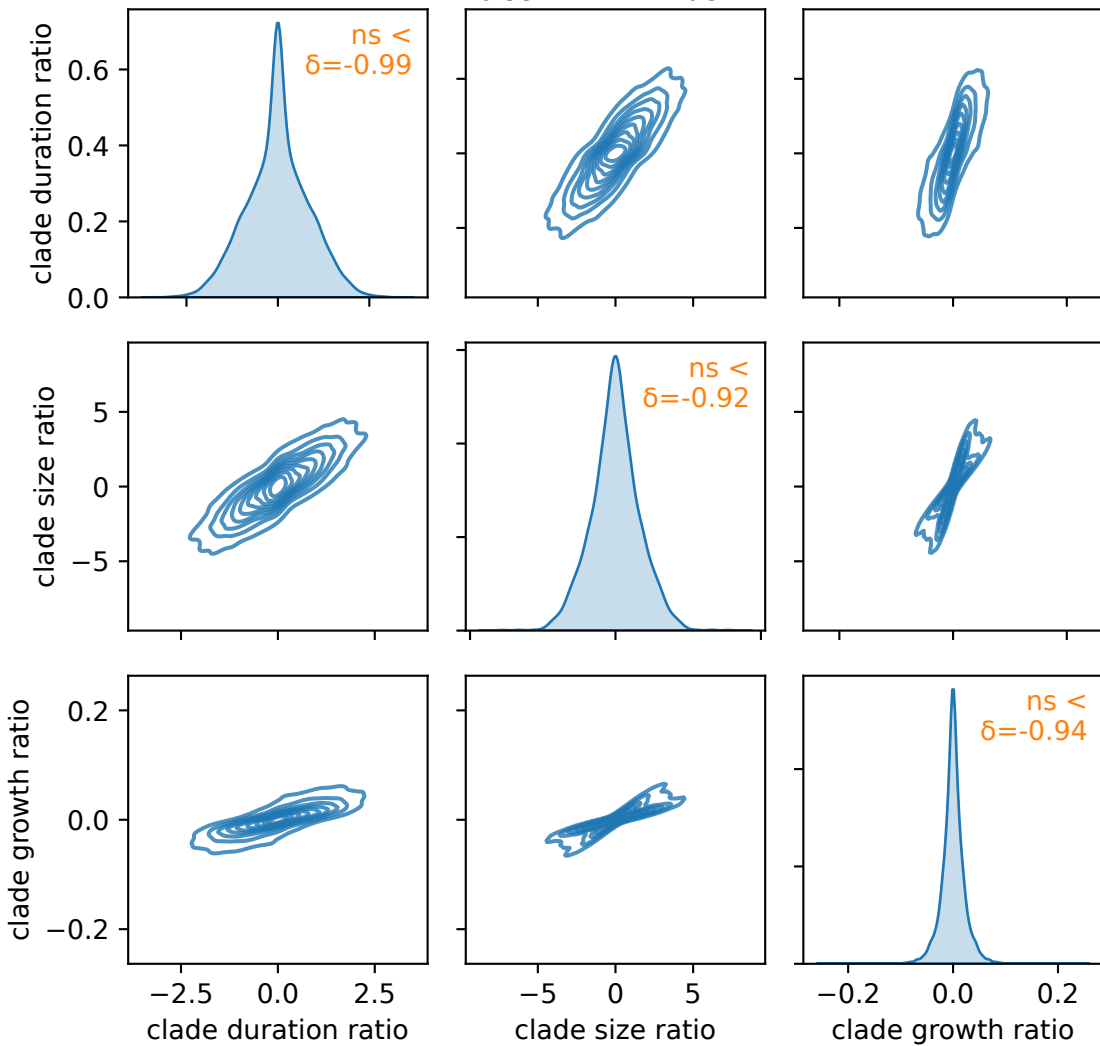 clade duration ratio
0.6
0.4
0.2
0.0
ns <
δ=-0.99
clade size ratio
5
0
−5
ns <
δ=-0.92
clade growth ratio
0.2
0.0
−0.2
ns <
δ=-0.94
−2.5 0.0 2.5
clade duration ratio
−5 0 5
clade size ratio
−0.2 0.0 0.2
clade growth ratio